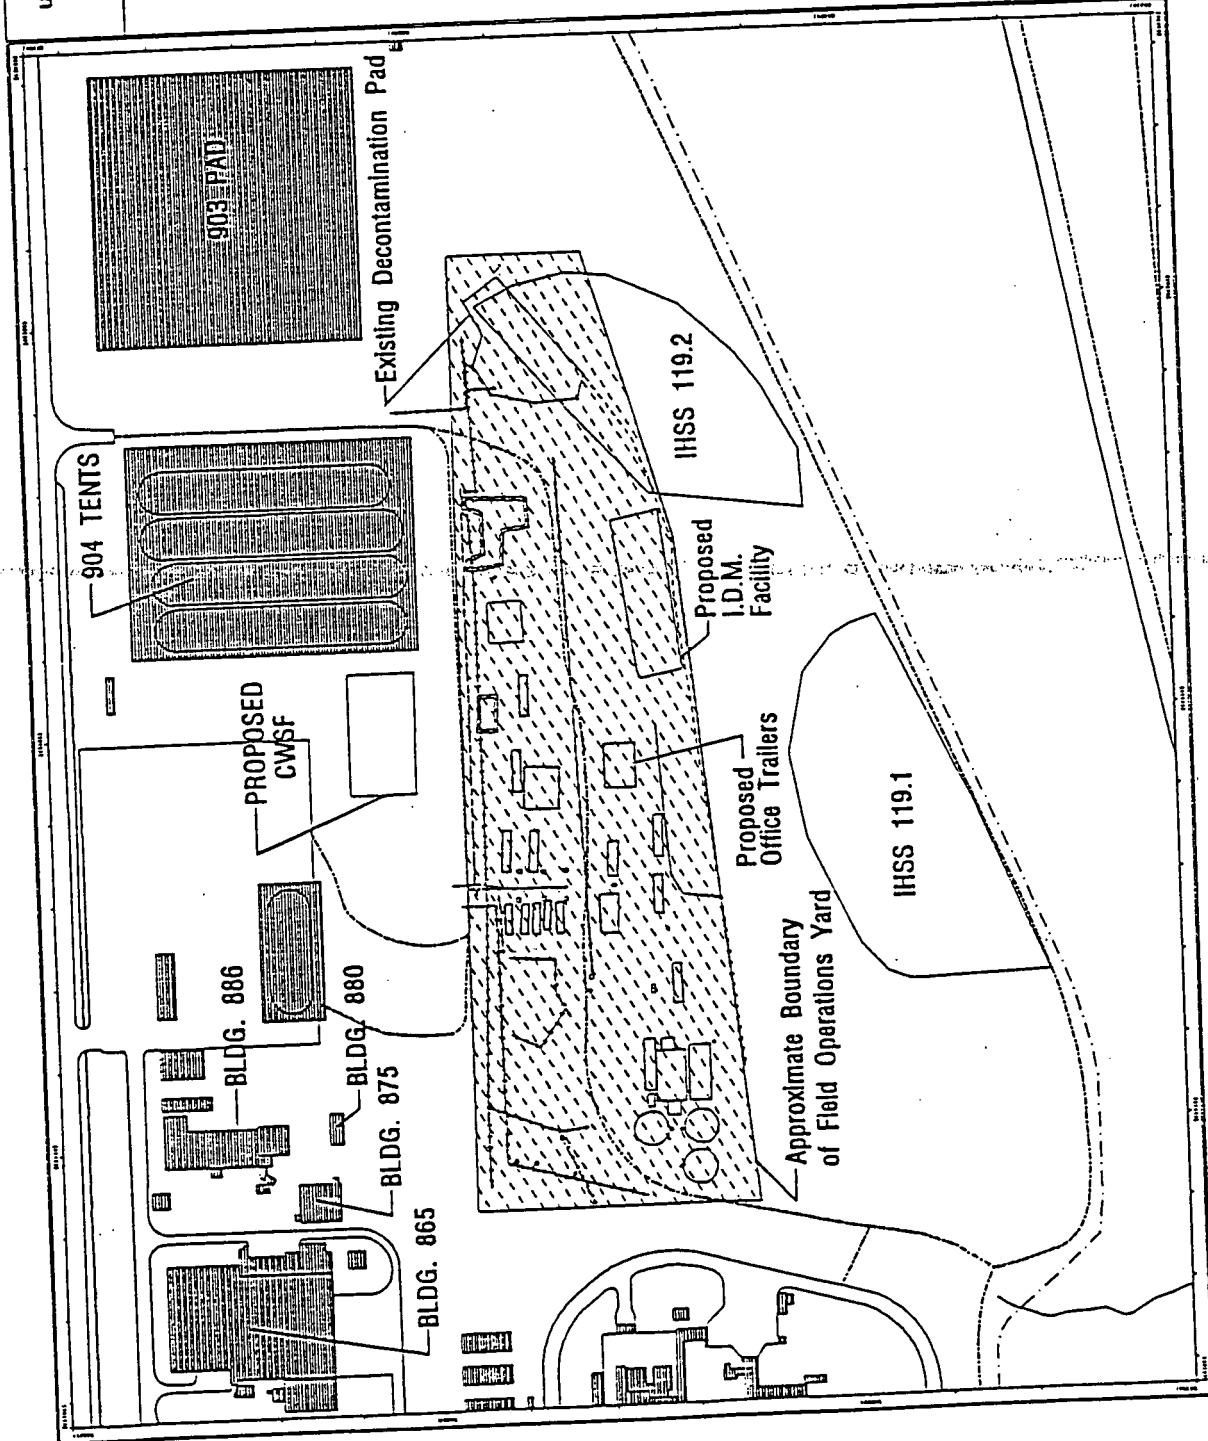 903 PAD
Existing Decontamination Pad
904 TENTS
IHSS 119.2
PROPOSED
CWSF
Proposed
I.D.M.
Facility
Proposed
Office Trailers
IHSS 119.1
BLDG. 886
BLDG. 880
BLDG. 875
BLDG. 865
Approximate Boundary
of Field Operations Yard